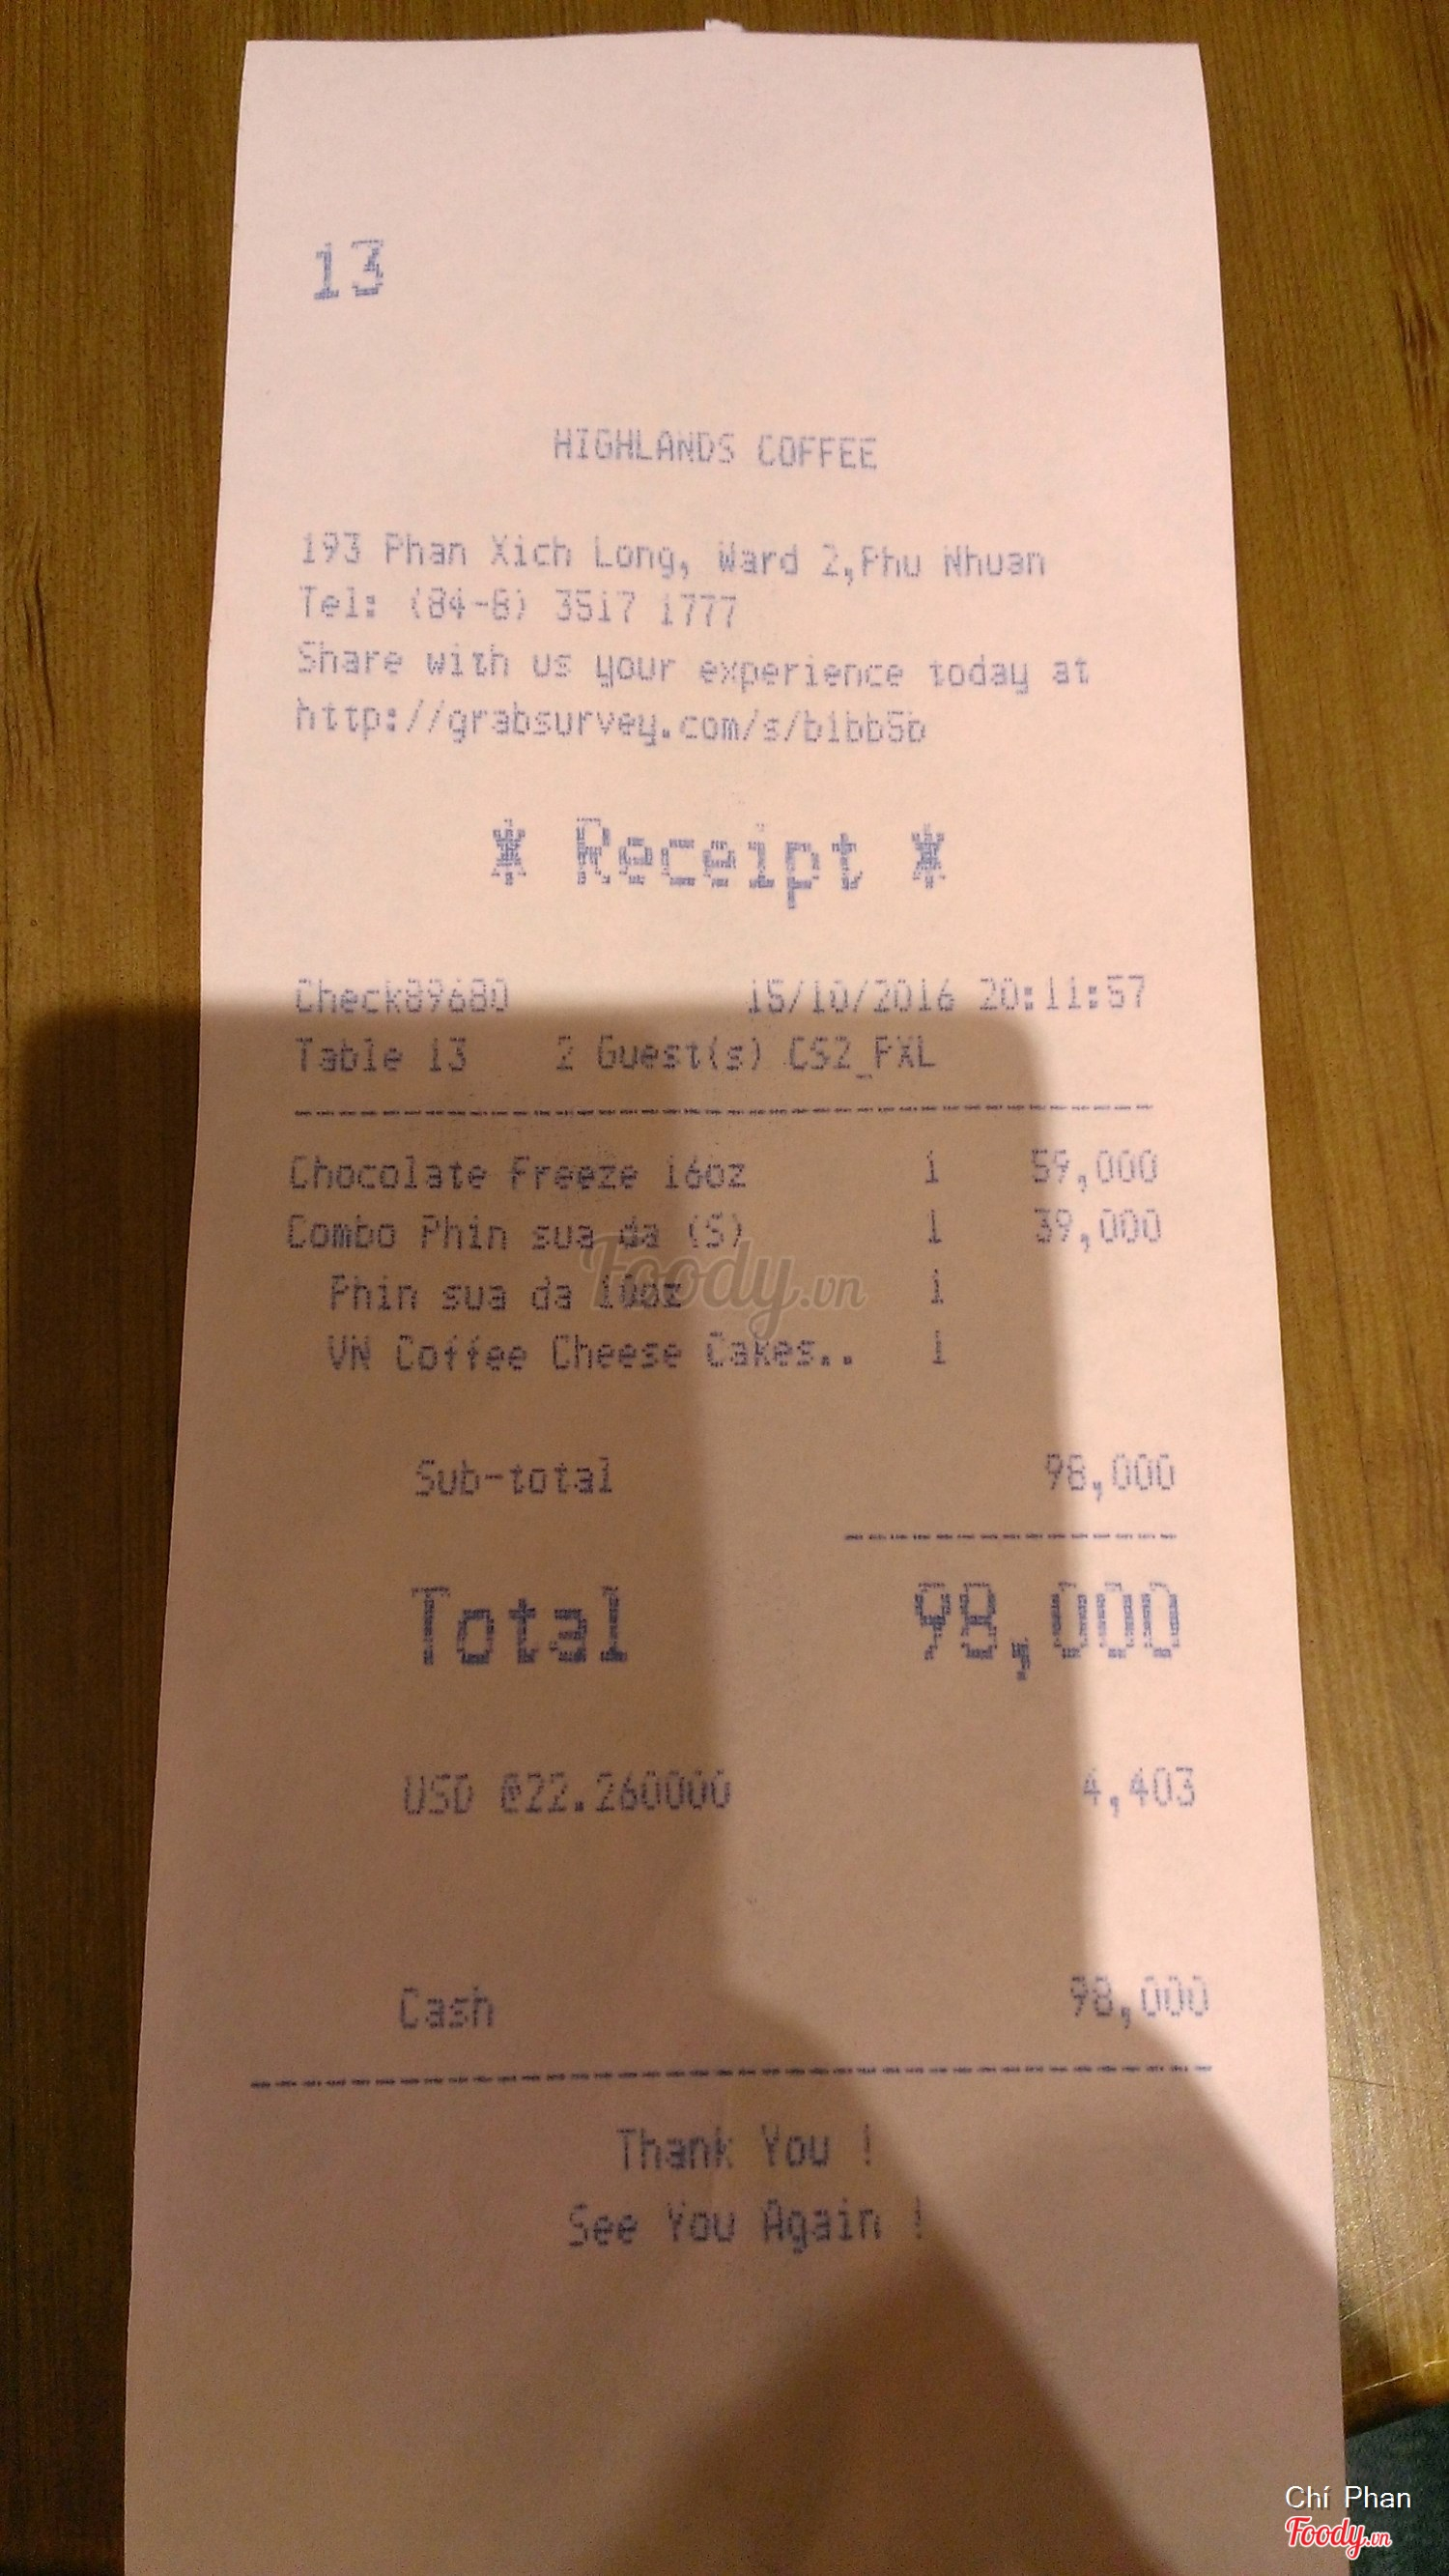 13
HIGHLANDS COFFEE
193 Phan Xich Long, Ward 2,Phu Nhuan
Tel: (84-8) 3517 1777
Share with us your experience today at
http://grabsurvey.com/s/b1bb5b
* Receipt *
Check89680 15/10/2016 20:11:57
Table 13 2 Guest(s) CS2_PXL
Chocolate Freeze 16oz 1 59,000
Combo Phin sua da (S) 1 39,000
Phin sua da 16oz 1
VN Coffee Cheese Cakes.. 1
Foody.vn
Sub-total 98,000
Total 98,000
USD @22.260000 4,403
Cash 98,000
Thank You !
See You Again !
Chí Phan
Foody.vn